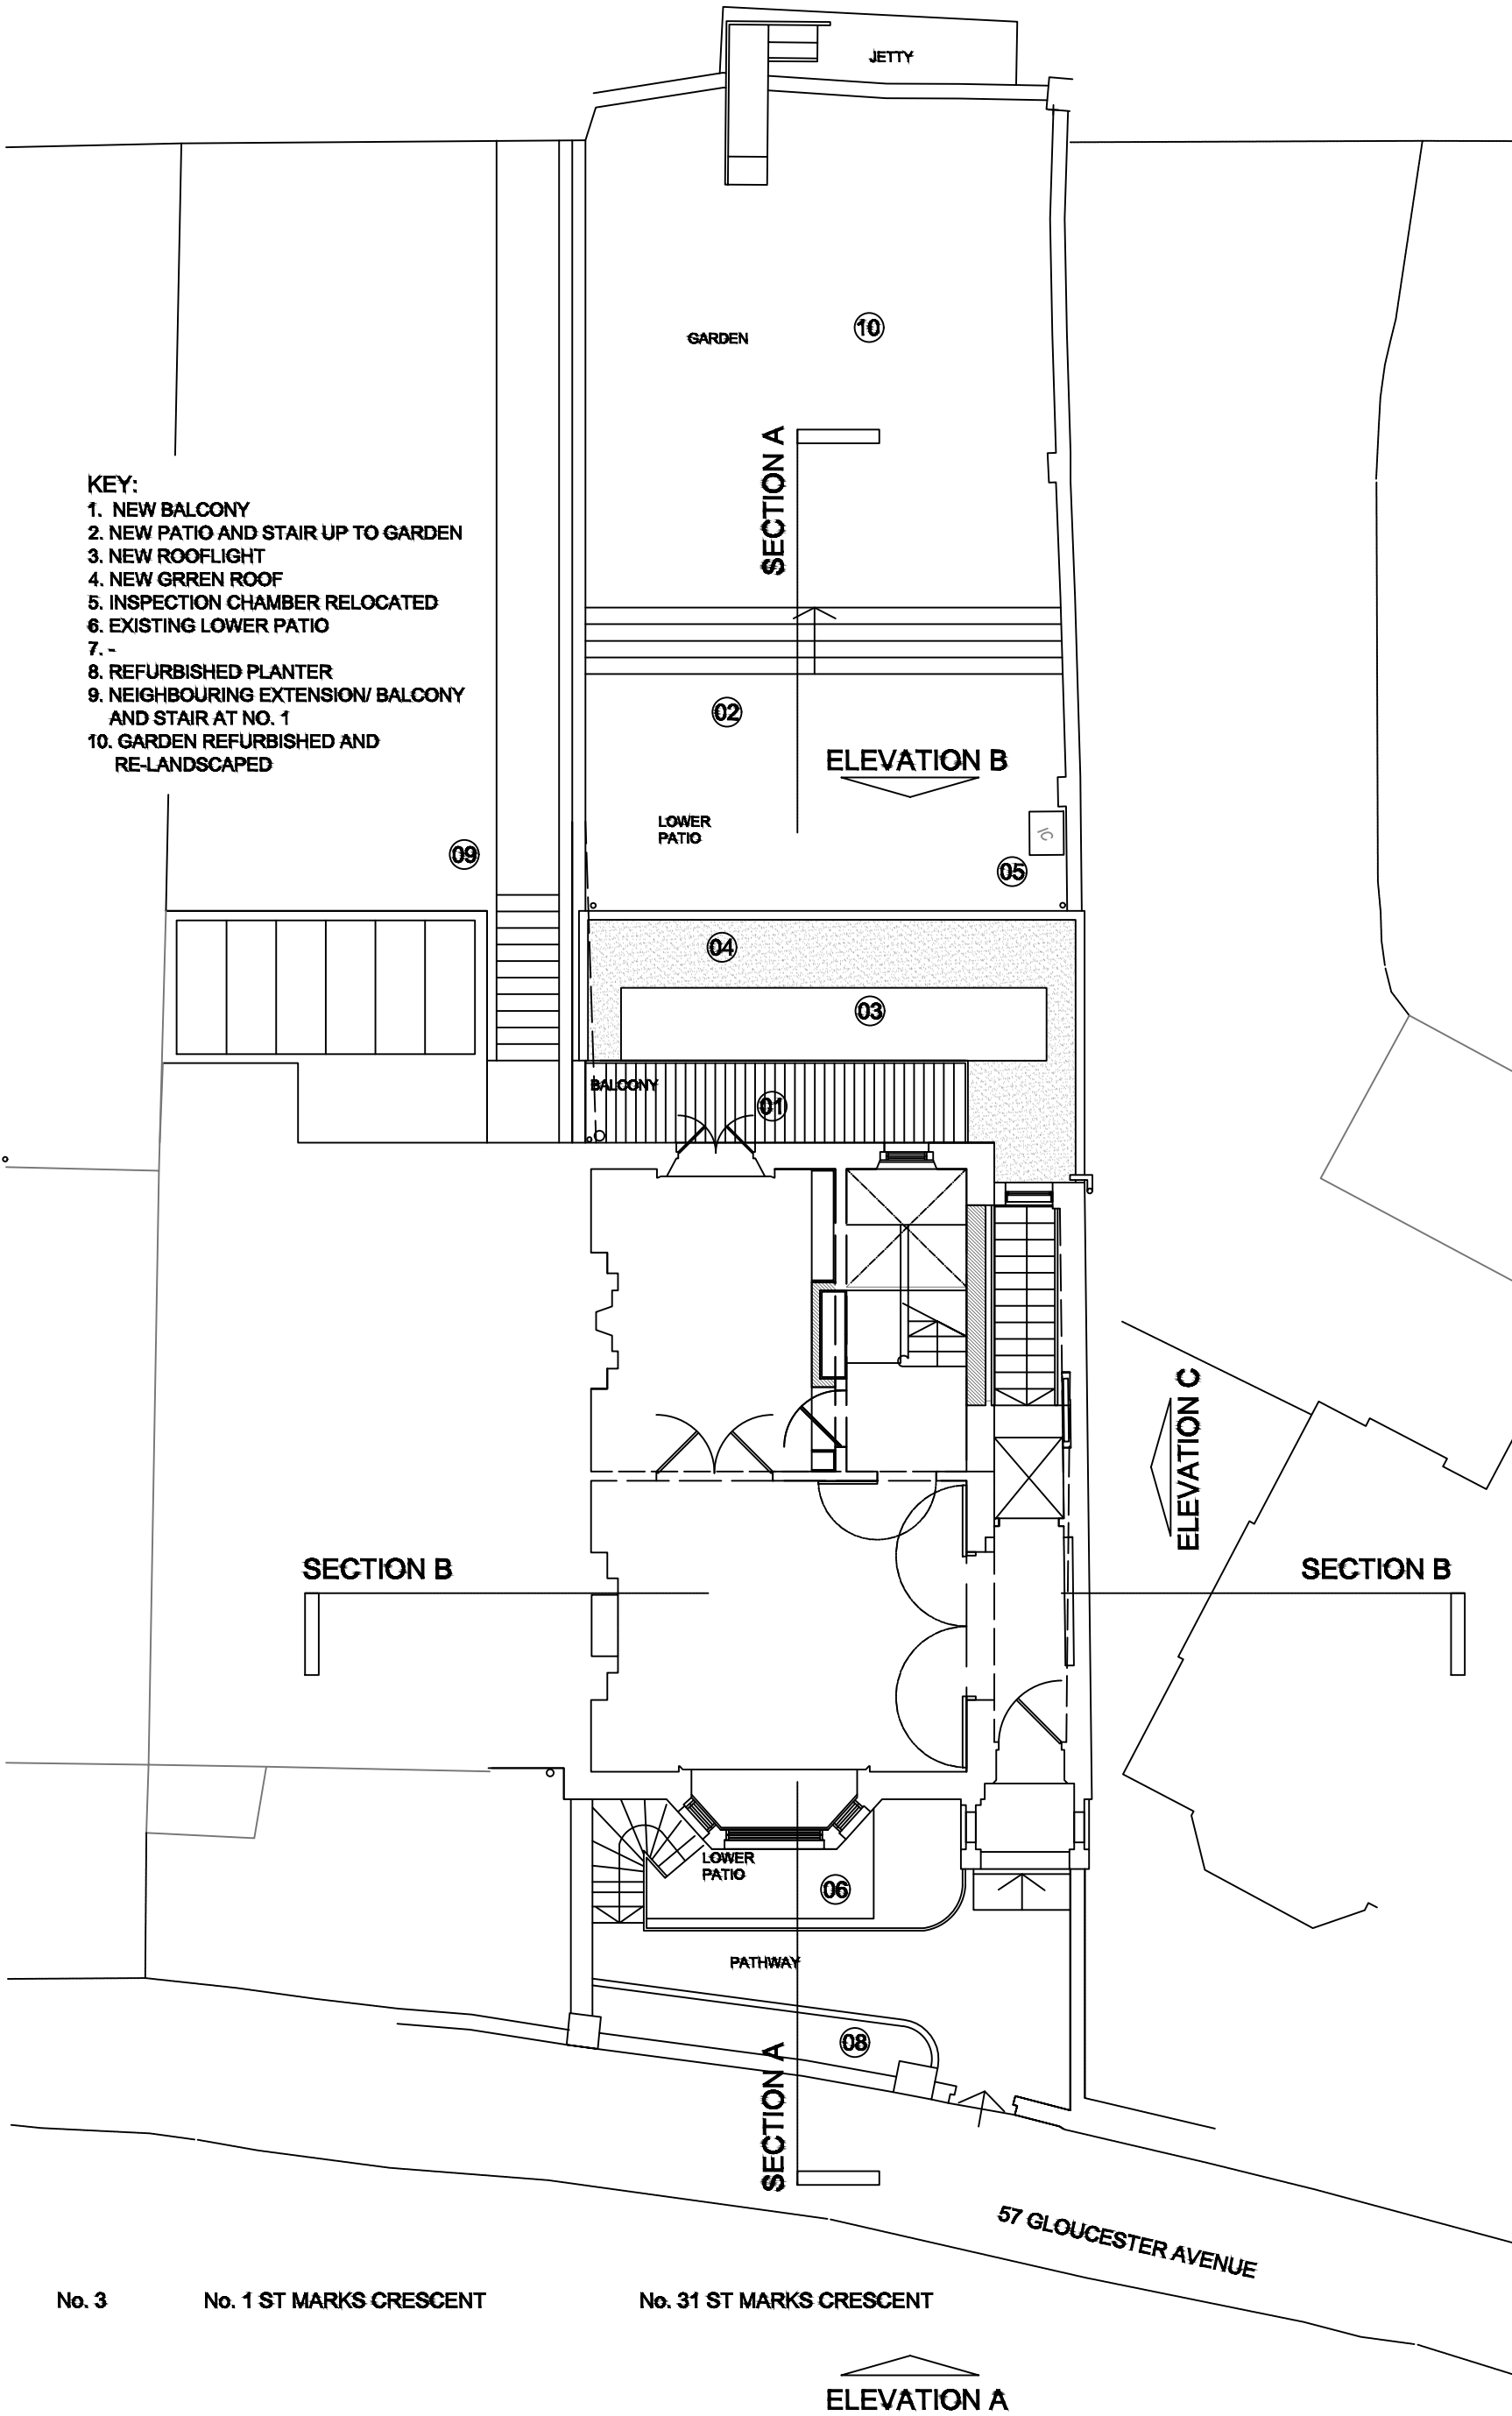 JETTY
10
GARDEN
SECTION A
KEY:
1. NEW BALCONY
2. NEW PATIO AND STAIR UP TO GARDEN
3. NEW ROOFLIGHT
4. NEW GRREN ROOF
5. INSPECTION CHAMBER RELOCATED
6. EXISTING LOWER PATIO
7. -
8. REFURBISHED PLANTER
9. NEIGHBOURING EXTENSION/ BALCONY
AND STAIR AT NO. 1
10. GARDEN REFURBISHED AND
RE-LANDSCAPED
02
ELEVATION B
LOWER
PATIO
IC
09
05
04
03
BALCONY
01
ELEVATION C
SECTION B
SECTION B
LOWER
PATIO
06
PATHWAY
08
SECTION A
57 GLOUCESTER AVENUE
No. 3
No. 1 ST MARKS CRESCENT
No. 31 ST MARKS CRESCENT
ELEVATION A